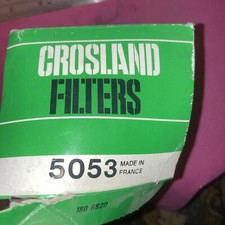 CROSLAND
FILTERS
5053 MADE IN
FRANCE